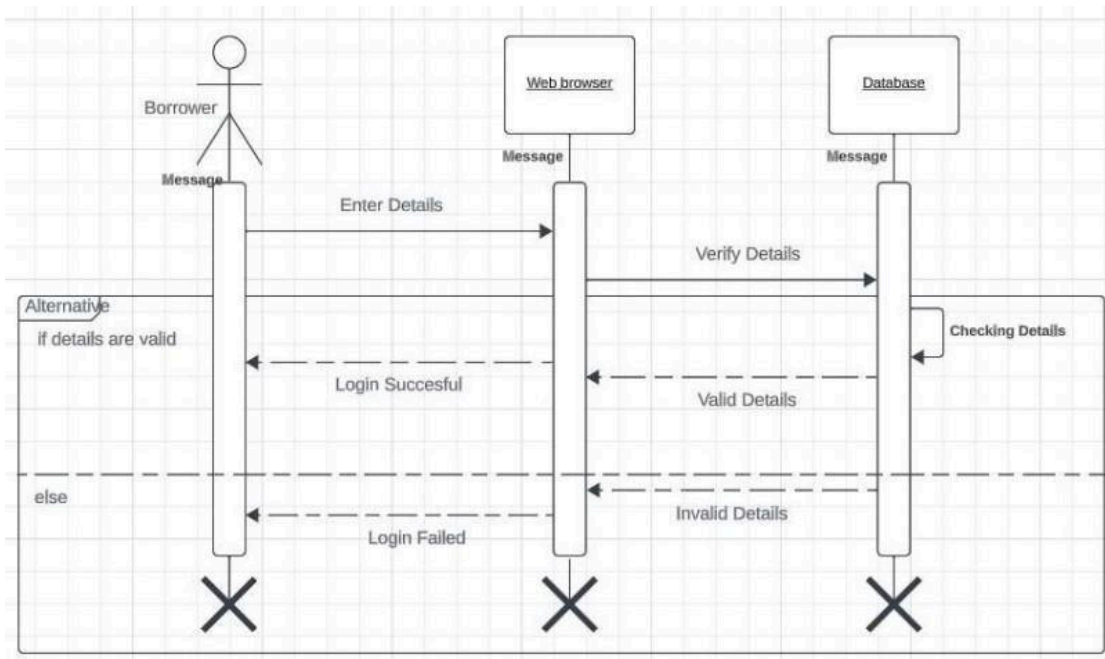 Web browser
Database
Borrower
Message
Message
Message
Enter Details
Verify Details
Alternative
if details are valid
Checking Details
Login Succesful
Valid Details
else
Invalid Details
Login Failed